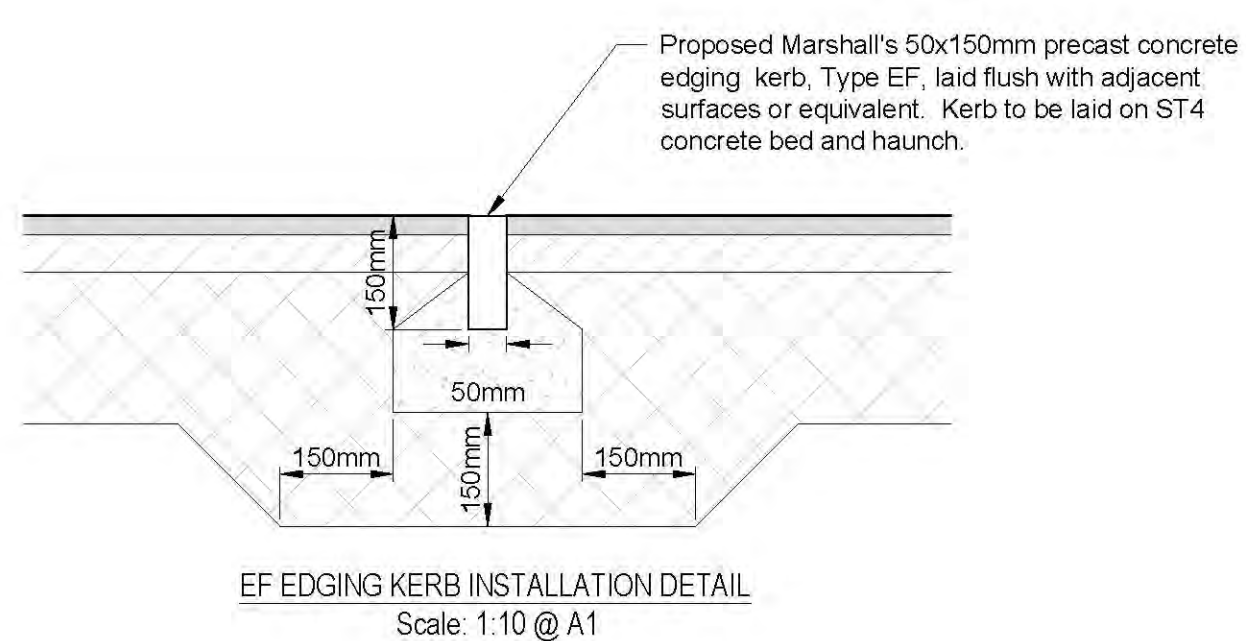 Proposed Marshall's 50x150mm precast concrete
edging kerb, Type EF, laid flush with adjacent
surfaces or equivalent. Kerb to be laid on ST4
concrete bed and haunch.
150mm
50mm
150mm
150mm
150mm
EF EDGING KERB INSTALLATION DETAIL
Scale: 1:10 @ A1